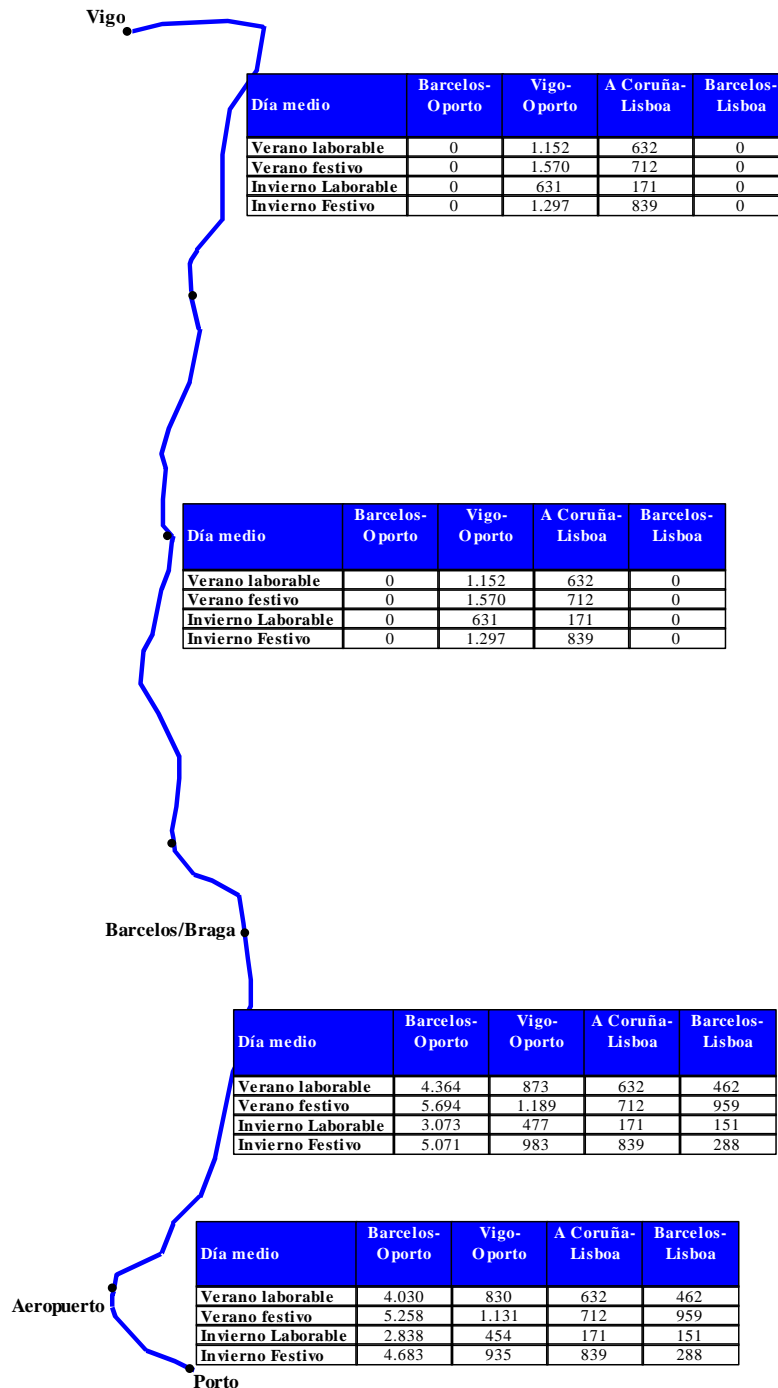 Vigo
Día medio Barcelos-Oporto Vigo-Oporto A Coruña-Lisboa Barcelos-Lisboa
Verano laborable 0 1.152 632 0
Verano festivo 0 1.570 712 0
Invierno Laborable 0 631 171 0
Invierno Festivo 0 1.297 839 0
Día medio Barcelos-Oporto Vigo-Oporto A Coruña-Lisboa Barcelos-Lisboa
Verano laborable 0 1.152 632 0
Verano festivo 0 1.570 712 0
Invierno Laborable 0 631 171 0
Invierno Festivo 0 1.297 839 0
Barcelos/Braga
Día medio Barcelos-Oporto Vigo-Oporto A Coruña-Lisboa Barcelos-Lisboa
Verano laborable 4.364 873 632 462
Verano festivo 5.694 1.189 712 959
Invierno Laborable 3.073 477 171 151
Invierno Festivo 5.071 983 839 288
Día medio Barcelos-Oporto Vigo-Oporto A Coruña-Lisboa Barcelos-Lisboa
Verano laborable 4.030 830 632 462
Verano festivo 5.258 1.131 712 959
Invierno Laborable 2.838 454 171 151
Invierno Festivo 4.683 935 839 288
Aeropuerto
Porto